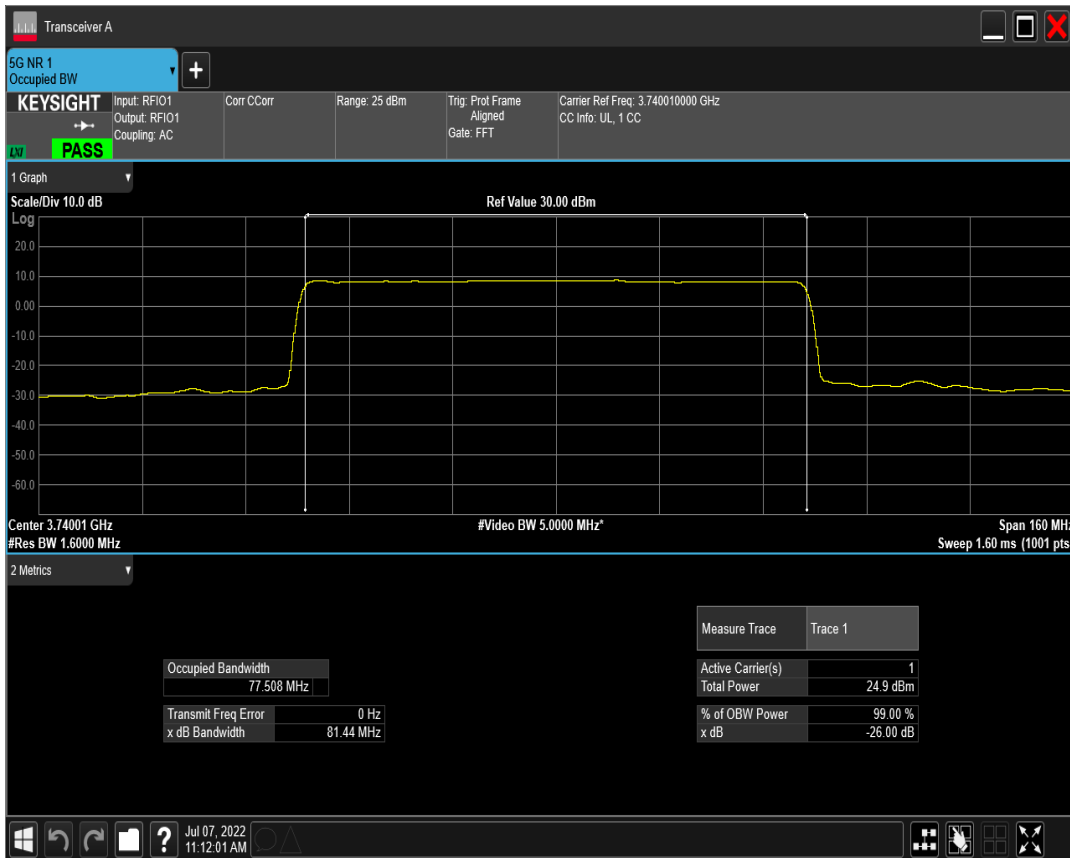 Transceiver A
5G NR 1
Occupied BW
+
KEYSIGHT
LXI
PASS
Input: RFIO1
Output: RFIO1
Coupling: AC
Corr CCorr
Range: 25 dBm
Trig: Prot Frame
Aligned
Gate: FFT
Carrier Ref Freq: 3.740010000 GHz
CC Info: UL, 1 CC
1 Graph
Scale/Div 10.0 dB
Ref Value 30.00 dBm
Log
20.0
10.0
0.00
-10.0
-20.0
-30.0
-40.0
-50.0
-60.0
Center 3.74001 GHz
#Video BW 5.0000 MHz*
Span 160 MHz
#Res BW 1.6000 MHz
Sweep 1.60 ms (1001 pts
2 Metrics
Measure Trace Trace 1
Occupied Bandwidth
77.508 MHz
Active Carrier(s) 1
Total Power 24.9 dBm
Transmit Freq Error 0 Hz
x dB Bandwidth 81.44 MHz
% of OBW Power 99.00 %
x dB -26.00 dB
?
Jul 07, 2022
11:12:01 AM